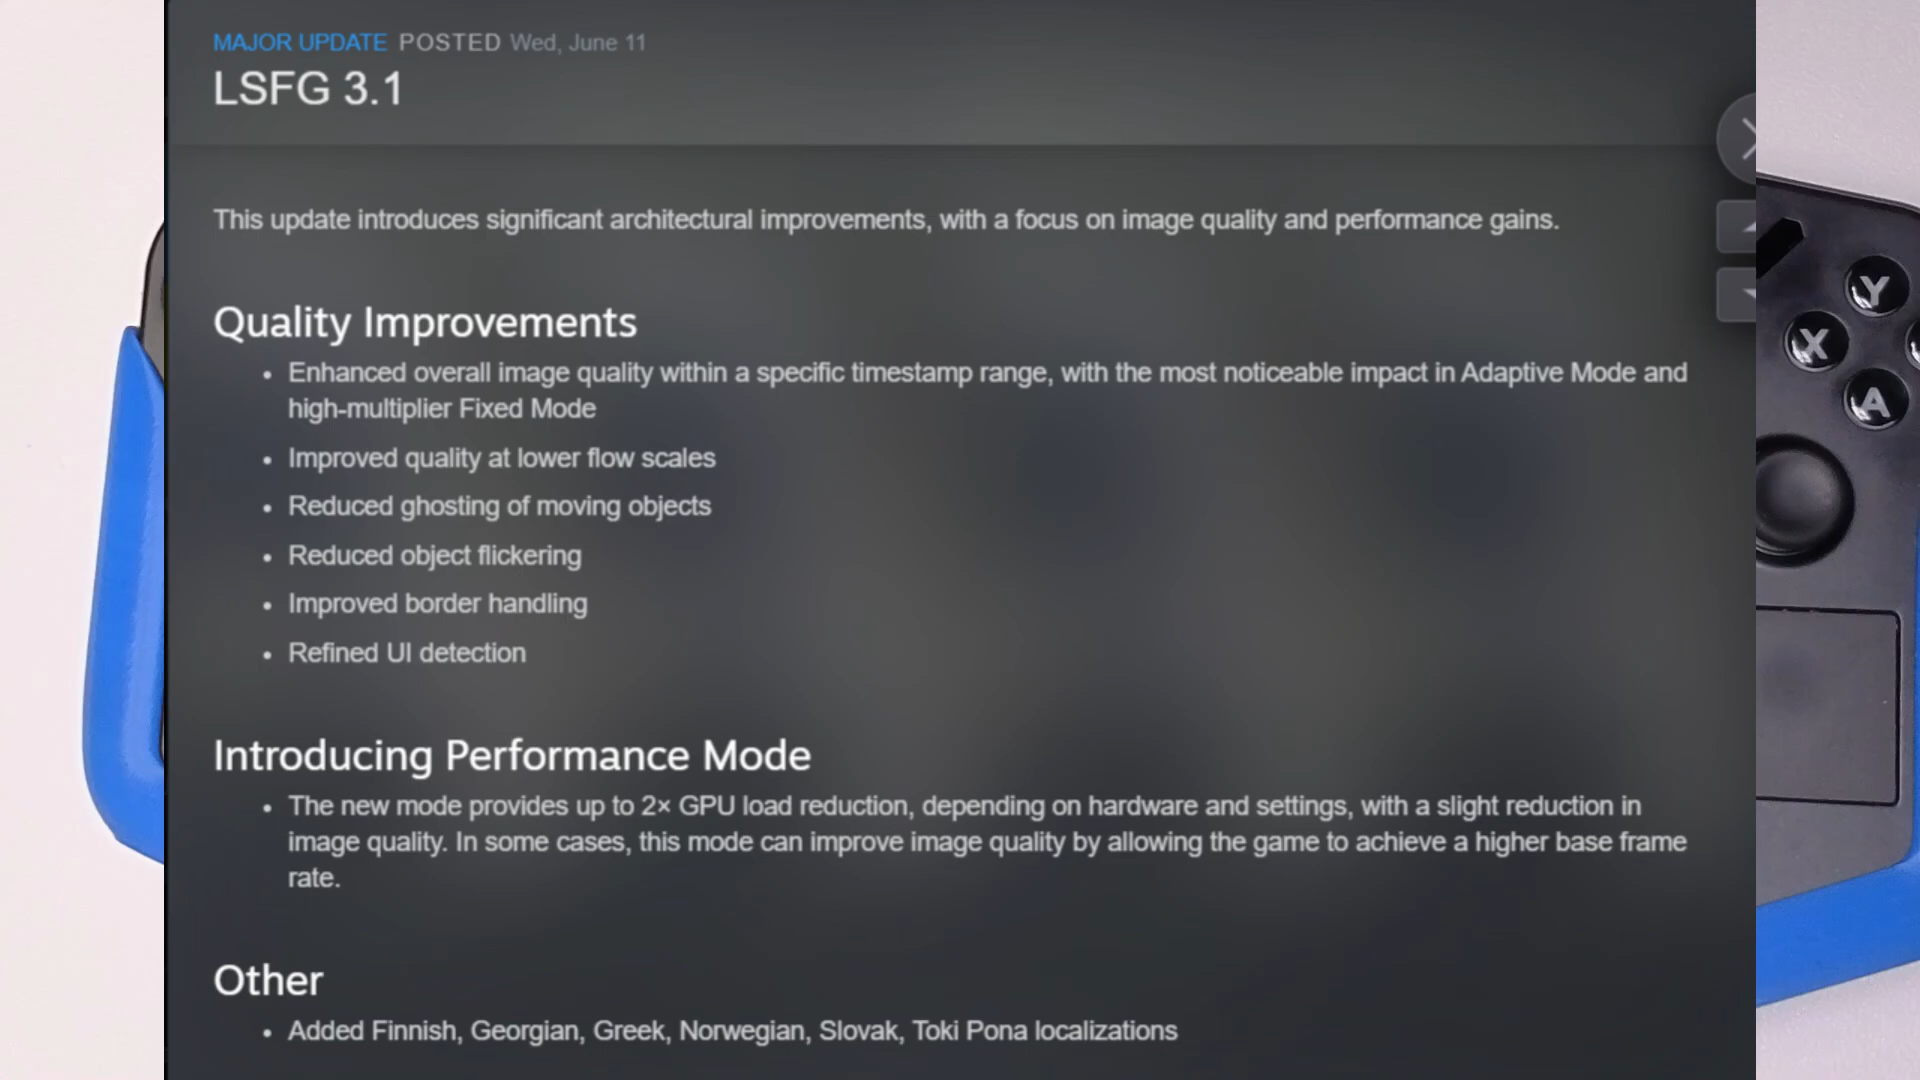 MAJOR UPDATE POSTED Wed, June 11
LSFG 3.1
This update introduces significant architectural improvements, with a focus on image quality and performance gains.
Quality Improvements
• Enhanced overall image quality within a specific timestamp range, with the most noticeable impact in Adaptive Mode and
high-multiplier Fixed Mode
• Improved quality at lower flow scales
• Reduced ghosting of moving objects
• Reduced object flickering
• Improved border handling
• Refined UI detection
Introducing Performance Mode
• The new mode provides up to 2× GPU load reduction, depending on hardware and settings, with a slight reduction in
image quality. In some cases, this mode can improve image quality by allowing the game to achieve a higher base frame
rate.
Other
• Added Finnish, Georgian, Greek, Norwegian, Slovak, Toki Pona localizations
Y
X
A